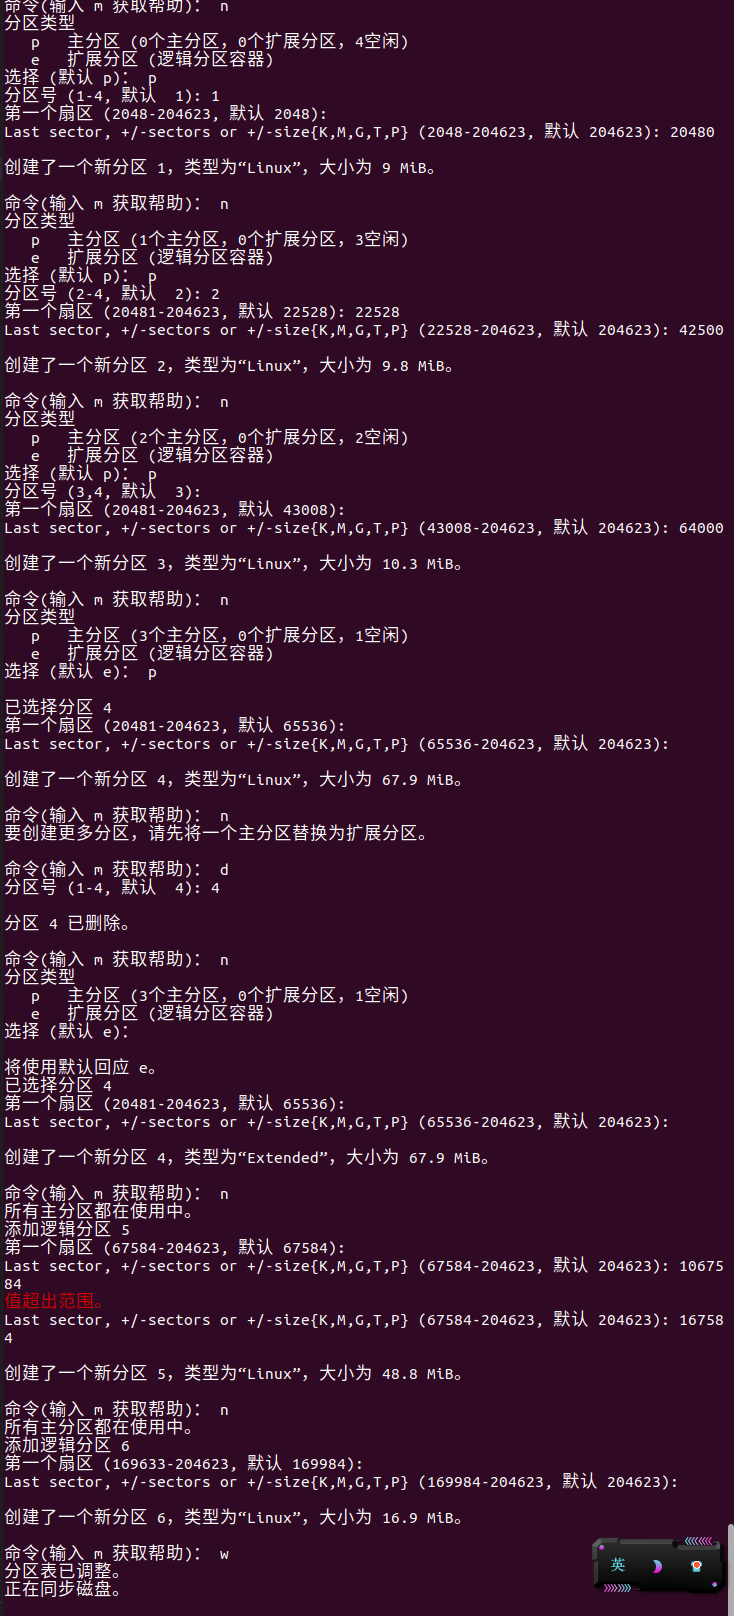 命令(输入 m 获取帮助)： n
分区类型
p 主分区 (0个主分区，0个扩展分区，4空闲)
e 扩展分区 (逻辑分区容器)
选择 (默认 p)： p
分区号 (1-4, 默认 1): 1
第一个扇区 (2048-204623, 默认 2048):
Last sector, +/-sectors or +/-size{K,M,G,T,P} (2048-204623, 默认 204623): 20480
创建了一个新分区 1，类型为“Linux”，大小为 9 MiB。
命令(输入 m 获取帮助)： n
分区类型
p 主分区 (1个主分区，0个扩展分区，3空闲)
e 扩展分区 (逻辑分区容器)
选择 (默认 p)： p
分区号 (2-4, 默认 2): 2
第一个扇区 (20481-204623, 默认 22528): 22528
Last sector, +/-sectors or +/-size{K,M,G,T,P} (22528-204623, 默认 204623): 42500
创建了一个新分区 2，类型为“Linux”，大小为 9.8 MiB。
命令(输入 m 获取帮助)： n
分区类型
p 主分区 (2个主分区，0个扩展分区，2空闲)
e 扩展分区 (逻辑分区容器)
选择 (默认 p)： p
分区号 (3,4, 默认 3):
第一个扇区 (20481-204623, 默认 43008):
Last sector, +/-sectors or +/-size{K,M,G,T,P} (43008-204623, 默认 204623): 64000
创建了一个新分区 3，类型为“Linux”，大小为 10.3 MiB。
命令(输入 m 获取帮助)： n
分区类型
p 主分区 (3个主分区，0个扩展分区，1空闲)
e 扩展分区 (逻辑分区容器)
选择 (默认 e)： p
已选择分区 4
第一个扇区 (20481-204623, 默认 65536):
Last sector, +/-sectors or +/-size{K,M,G,T,P} (65536-204623, 默认 204623):
创建了一个新分区 4，类型为“Linux”，大小为 67.9 MiB。
命令(输入 m 获取帮助)： n
要创建更多分区，请先将一个主分区替换为扩展分区。
命令(输入 m 获取帮助)： d
分区号 (1-4, 默认 4): 4
分区 4 已删除。
命令(输入 m 获取帮助)： n
分区类型
p 主分区 (3个主分区，0个扩展分区，1空闲)
e 扩展分区 (逻辑分区容器)
选择 (默认 e)：
将使用默认回应 e。
已选择分区 4
第一个扇区 (20481-204623, 默认 65536):
Last sector, +/-sectors or +/-size{K,M,G,T,P} (65536-204623, 默认 204623):
创建了一个新分区 4，类型为“Extended”，大小为 67.9 MiB。
命令(输入 m 获取帮助)： n
所有主分区都在使用中。
添加逻辑分区 5
第一个扇区 (67584-204623, 默认 67584):
Last sector, +/-sectors or +/-size{K,M,G,T,P} (67584-204623, 默认 204623): 10675
84
值超出范围。
Last sector, +/-sectors or +/-size{K,M,G,T,P} (67584-204623, 默认 204623): 16758
4
创建了一个新分区 5，类型为“Linux”，大小为 48.8 MiB。
命令(输入 m 获取帮助)： n
所有主分区都在使用中。
添加逻辑分区 6
第一个扇区 (169633-204623, 默认 169984):
Last sector, +/-sectors or +/-size{K,M,G,T,P} (169984-204623, 默认 204623):
创建了一个新分区 6，类型为“Linux”，大小为 16.9 MiB。
命令(输入 m 获取帮助)： w
分区表已调整。
正在同步磁盘。
英